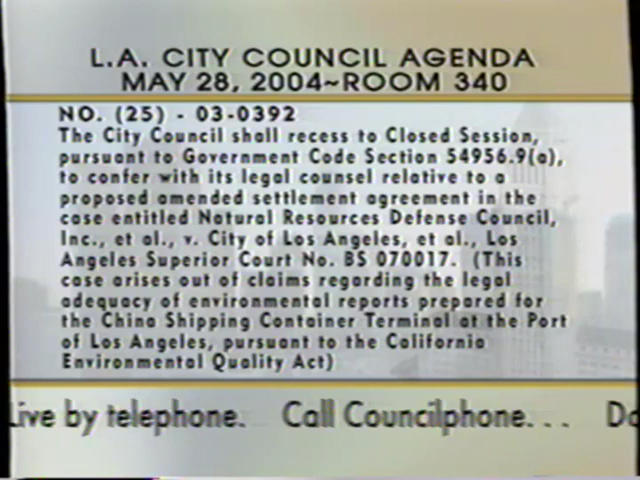 L.A. CITY COUNCIL AGENDA
MAY 28, 2004~ROOM 340
NO. (25) - 03-0392
The City Council shall recess to Closed Session,
pursuant to Government Code Section 54956.9(a),
to confer with its legal counsel relative to a
proposed amended settlement agreement in the
case entitled Natural Resources Defense Council,
Inc., et al., v. City of Los Angeles, et al., Los
Angeles Superior Court No. BS 070017. (This
case arises out of claims regarding the legal
adequacy of environmental reports prepared for
the China Shipping Container Terminal at the Port
of Los Angeles, pursuant to the California
Environmental Quality Act)
Live by telephone. Call Councilphone. . . Do